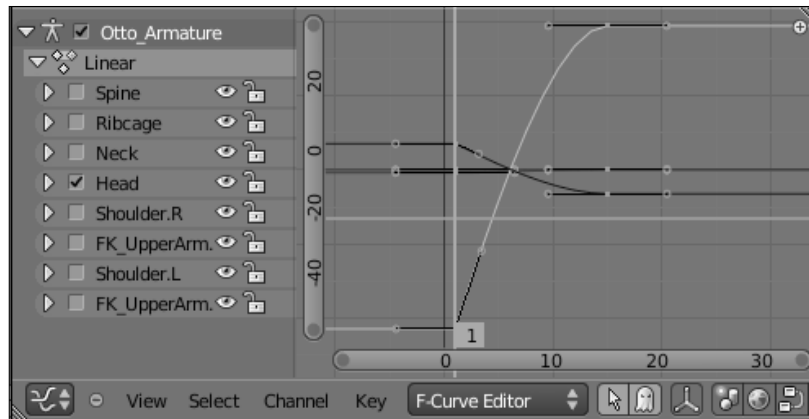 Otto_Armature
Linear
Spine
Ribcage
Neck
Head
Shoulder.R
FK_UpperArm.
Shoulder.L
FK_UpperArm.
20
0
-20
-40
1
0 10 20 30
View Select Channel Key F-Curve Editor